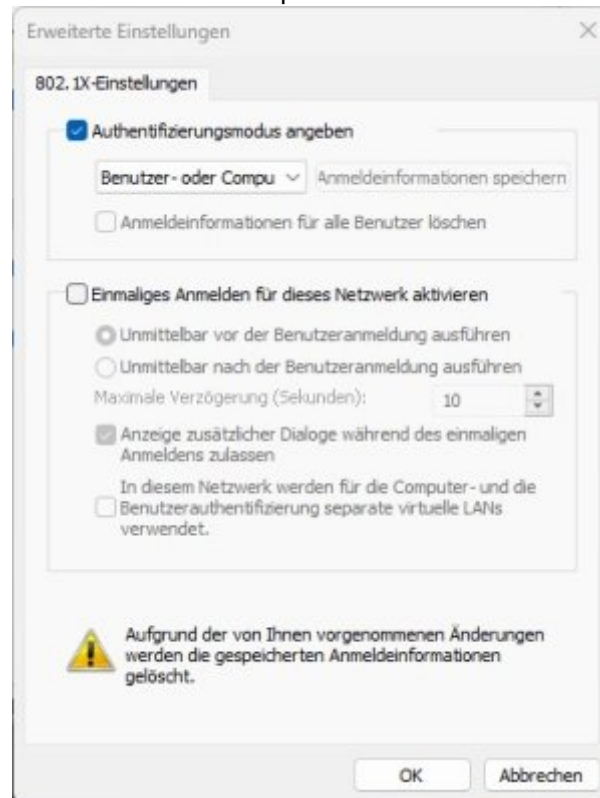 Erweiterte Einstellungen
802.1X-Einstellungen
Authentifizierungsmodus angeben
Benutzer- oder Compu Anmeldeinformationen speichern
Anmeldeinformationen für alle Benutzer löschen
Einmaliges Anmelden für dieses Netzwerk aktivieren
Unmittelbar vor der Benutzeranmeldung ausführen
Unmittelbar nach der Benutzeranmeldung ausführen
Maximale Verzögerung (Sekunden): 10
Anzeige zusätzlicher Dialoge während des einmaligen
Anmeldens zulassen
In diesem Netzwerk werden für die Computer- und die
Benutzerauthentifizierung separate virtuelle LANs
verwendet.
Aufgrund der von Ihnen vorgenommenen Änderungen
werden die gespeicherten Anmeldeinformationen
gelöscht.
OK Abbrechen